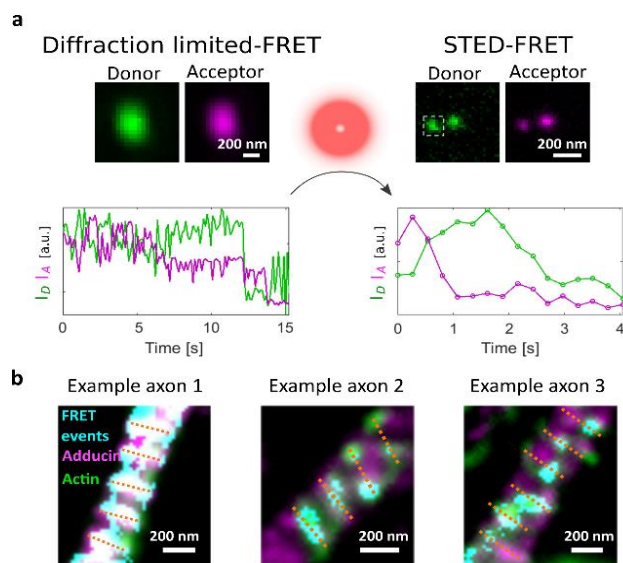 a
Diffraction limited-FRET
STED-FRET
Donor Acceptor
Donor Acceptor
200 nm
200 nm
I_D I_A [a.u.]
0 5 10 15
Time [s]
I_D I_A [a.u.]
0 1 2 3 4
Time [s]
b
Example axon 1
Example axon 2
Example axon 3
FRET
events
Adducin
Actin
200 nm
200 nm
200 nm